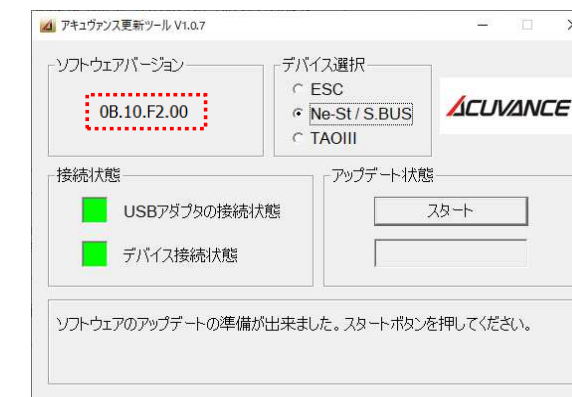 アキュヴァンス更新ツール V1.0.7
ソフトウェアバージョン
0B.10.F2.00
デバイス選択
ESC
Ne-St / S.BUS
TAOIII
ACUVANCE
接続状態
USBアダプタの接続状態
デバイス接続状態
アップデート状態
スタート
ソフトウェアのアップデートの準備が出来ました。スタートボタンを押してください。